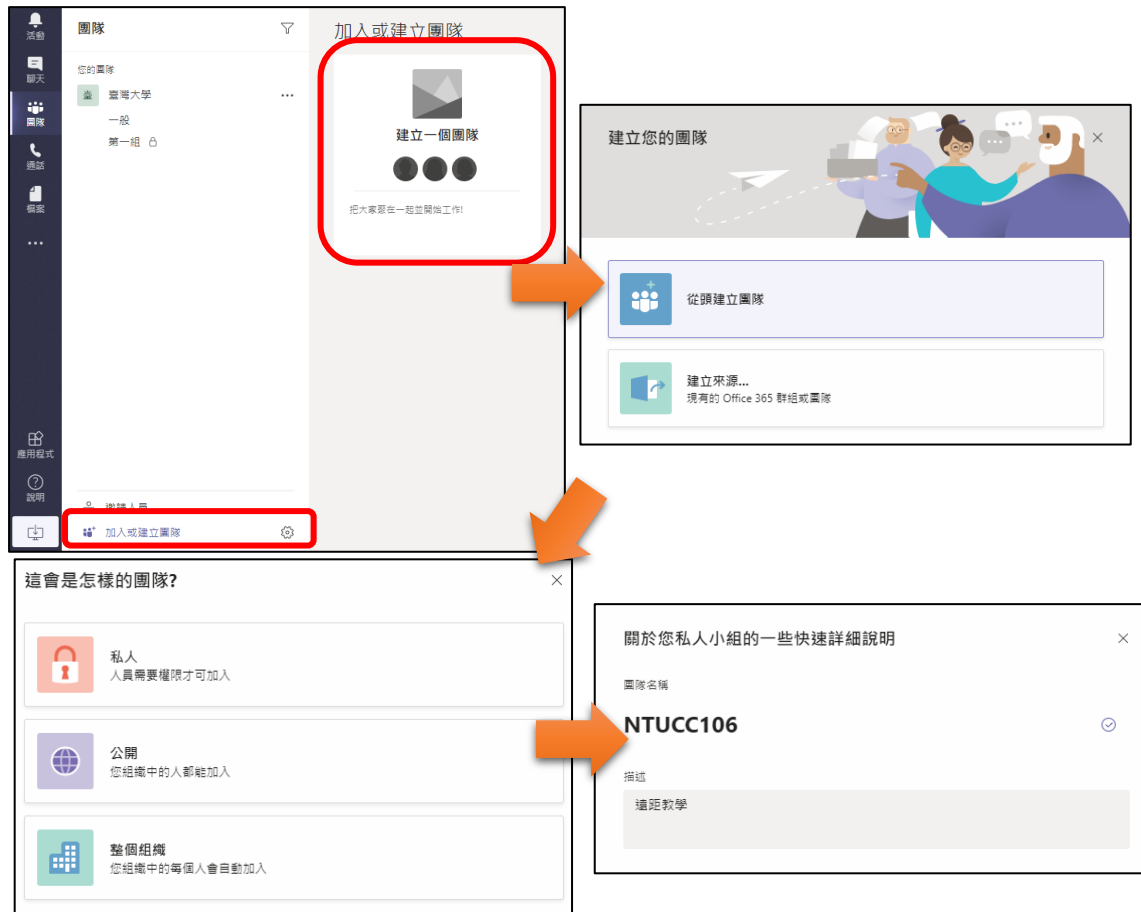 活動
聊天
團隊
通話
檔案
應用程式
說明
團隊
您的團隊
臺 臺灣大學
一般
第一組
邀請人員
加入或建立團隊
加入或建立團隊
建立一個團隊
把大家聚在一起並開始工作!
建立您的團隊
從頭建立團隊
建立來源...
現有的 Office 365 群組或團隊
這會是怎樣的團隊?
私人
人員需要權限才可加入
公開
您組織中的人都能加入
整個組織
您組織中的每個人會自動加入
關於您私人小組的一些快速詳細說明
團隊名稱
NTUCC106
描述
遠距教學